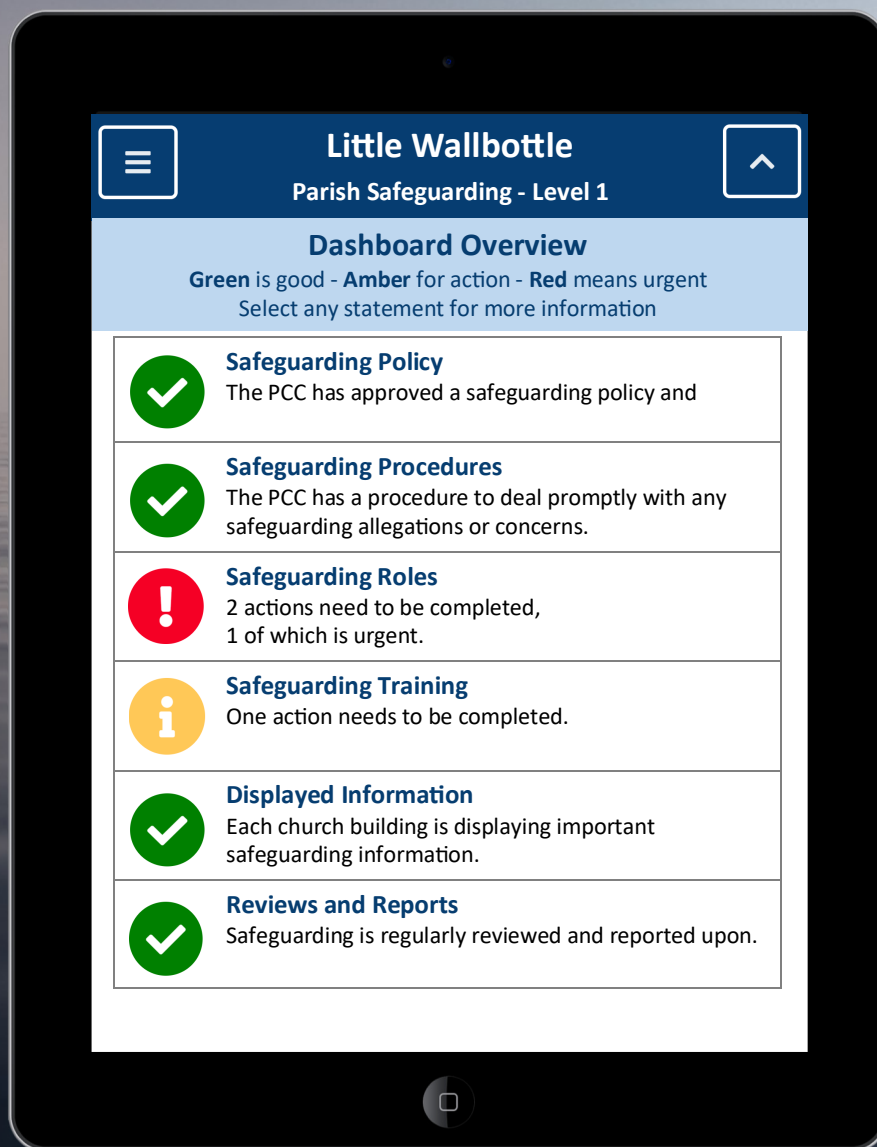 Little Wallbottle
Parish Safeguarding - Level 1
Dashboard Overview
Green is good - Amber for action - Red means urgent
Select any statement for more information
Safeguarding Policy
The PCC has approved a safeguarding policy and
Safeguarding Procedures
The PCC has a procedure to deal promptly with any
safeguarding allegations or concerns.
Safeguarding Roles
2 actions need to be completed,
1 of which is urgent.
Safeguarding Training
One action needs to be completed.
Displayed Information
Each church building is displaying important
safeguarding information.
Reviews and Reports
Safeguarding is regularly reviewed and reported upon.